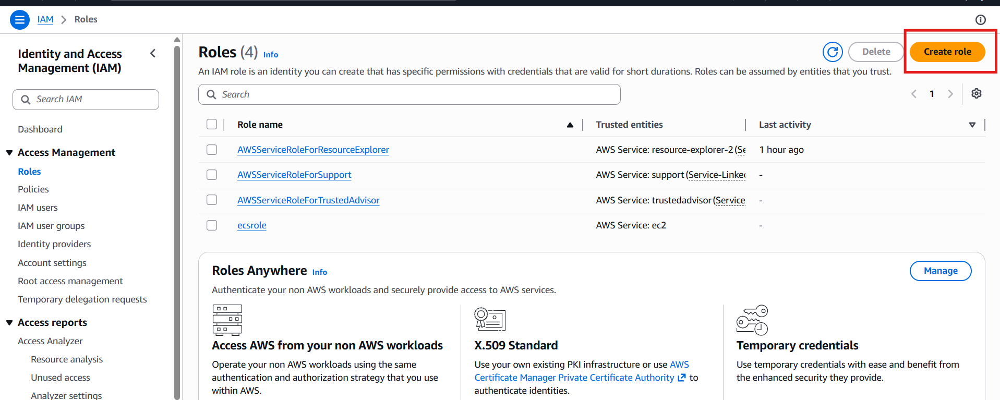 IAM > Roles
Identity and Access
Management (IAM)
Search IAM
Dashboard
Access Management
Roles
Policies
IAM users
IAM user groups
Identity providers
Account settings
Root access management
Temporary delegation requests
Access reports
Access Analyzer
Resource analysis
Unused access
Analyzer settings
Roles (4) Info
Delete
Create role
An IAM role is an identity you can create that has specific permissions with credentials that are valid for short durations. Roles can be assumed by entities that you trust.
Search
1
Role name Trusted entities Last activity
AWSServiceRoleForResourceExplorer AWS Service: resource-explorer-2 (Se 1 hour ago
AWSServiceRoleForSupport AWS Service: support (Service-Linked -
AWSServiceRoleForTrustedAdvisor AWS Service: trustedadvisor (Service -
ecsrole AWS Service: ec2 -
Roles Anywhere Info
Manage
Authenticate your non AWS workloads and securely provide access to AWS services.
Access AWS from your non AWS workloads
Operate your non AWS workloads using the same
authentication and authorization strategy that you use
within AWS.
X.509 Standard
Use your own existing PKI infrastructure or use AWS
Certificate Manager Private Certificate Authority to
authenticate identities.
Temporary credentials
Use temporary credentials with ease and benefit from
the enhanced security they provide.